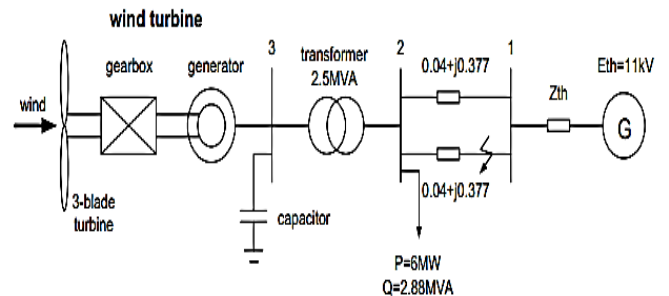 wind turbine
gearbox
generator
3
transformer
2.5MVA
2
0.04+j0.377
1
Eth=11kV
Zth
wind
G
0.04+j0.377
3-blade
turbine
capacitor
P=6MW
Q=2.88MVA